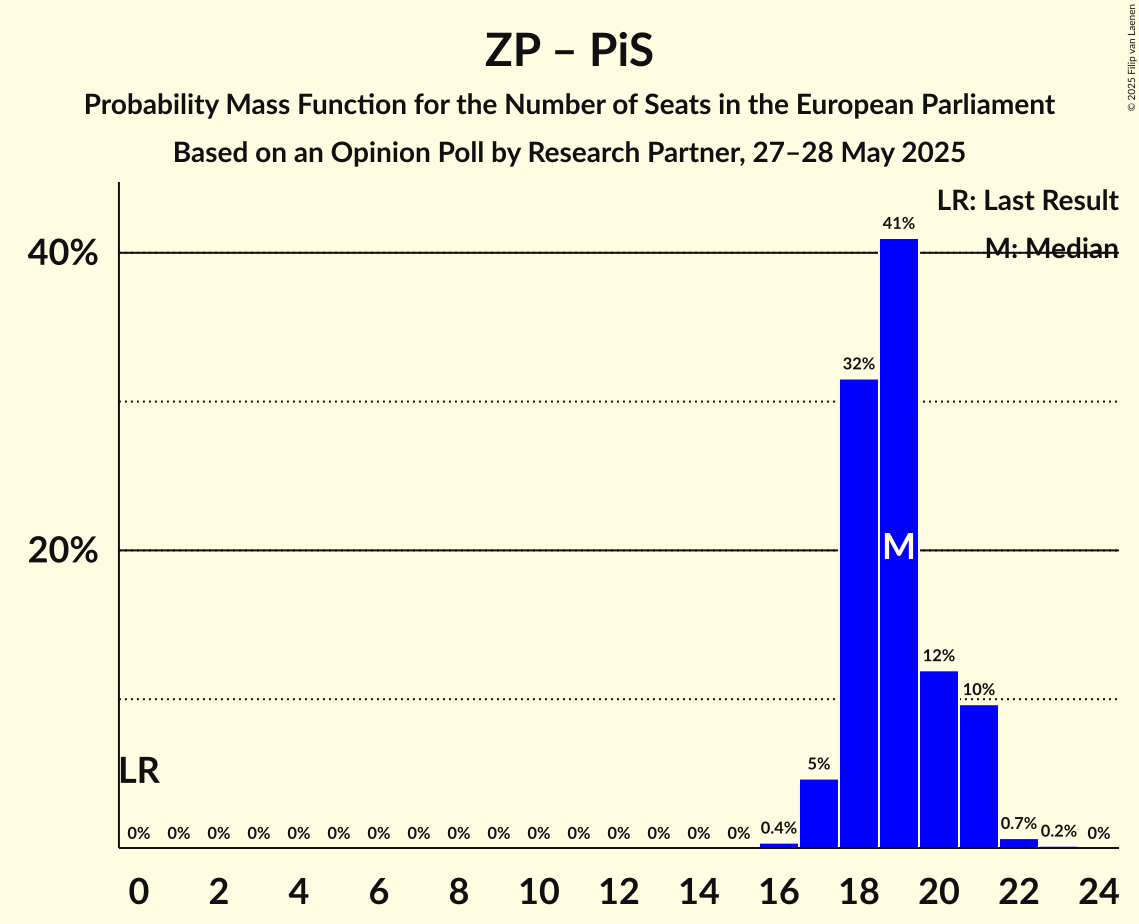 ZP – PiS
Probability Mass Function for the Number of Seats in the European Parliament
Based on an Opinion Poll by Research Partner, 27–28 May 2025
© 2025 Filip van Laenen
LR: Last Result
M: Median
40%
20%
41%
32%
M
12%
10%
5%
LR
0% 0% 0% 0% 0% 0% 0% 0% 0% 0% 0% 0% 0% 0% 0% 0% 0.4% 0.7% 0.2% 0%
0 2 4 6 8 10 12 14 16 18 20 22 24